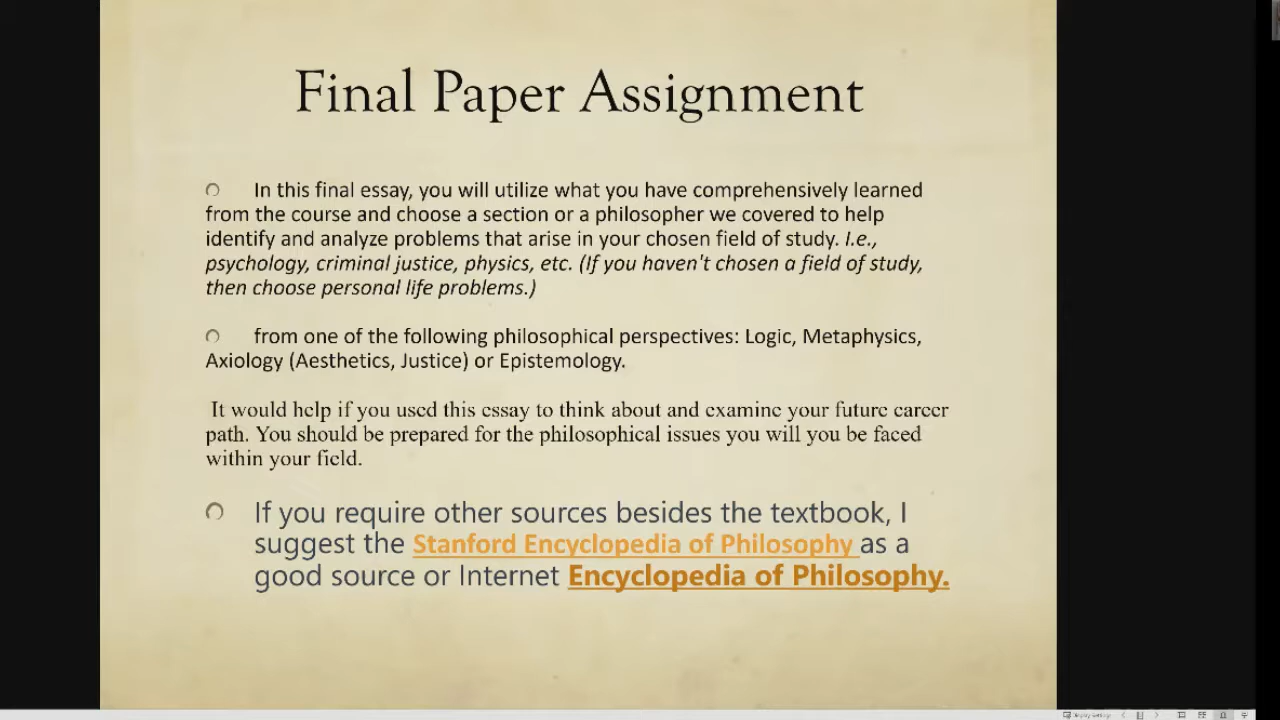 Final Paper Assignment
In this final essay, you will utilize what you have comprehensively learned
from the course and choose a section or a philosopher we covered to help
identify and analyze problems that arise in your chosen field of study. I.e.,
psychology, criminal justice, physics, etc. (If you haven't chosen a field of study,
then choose personal life problems.)
from one of the following philosophical perspectives: Logic, Metaphysics,
Axiology (Aesthetics, Justice) or Epistemology.
It would help if you used this essay to think about and examine your future career
path. You should be prepared for the philosophical issues you will you be faced
within your field.
If you require other sources besides the textbook, I
suggest the Stanford Encyclopedia of Philosophy as a
good source or Internet Encyclopedia of Philosophy.